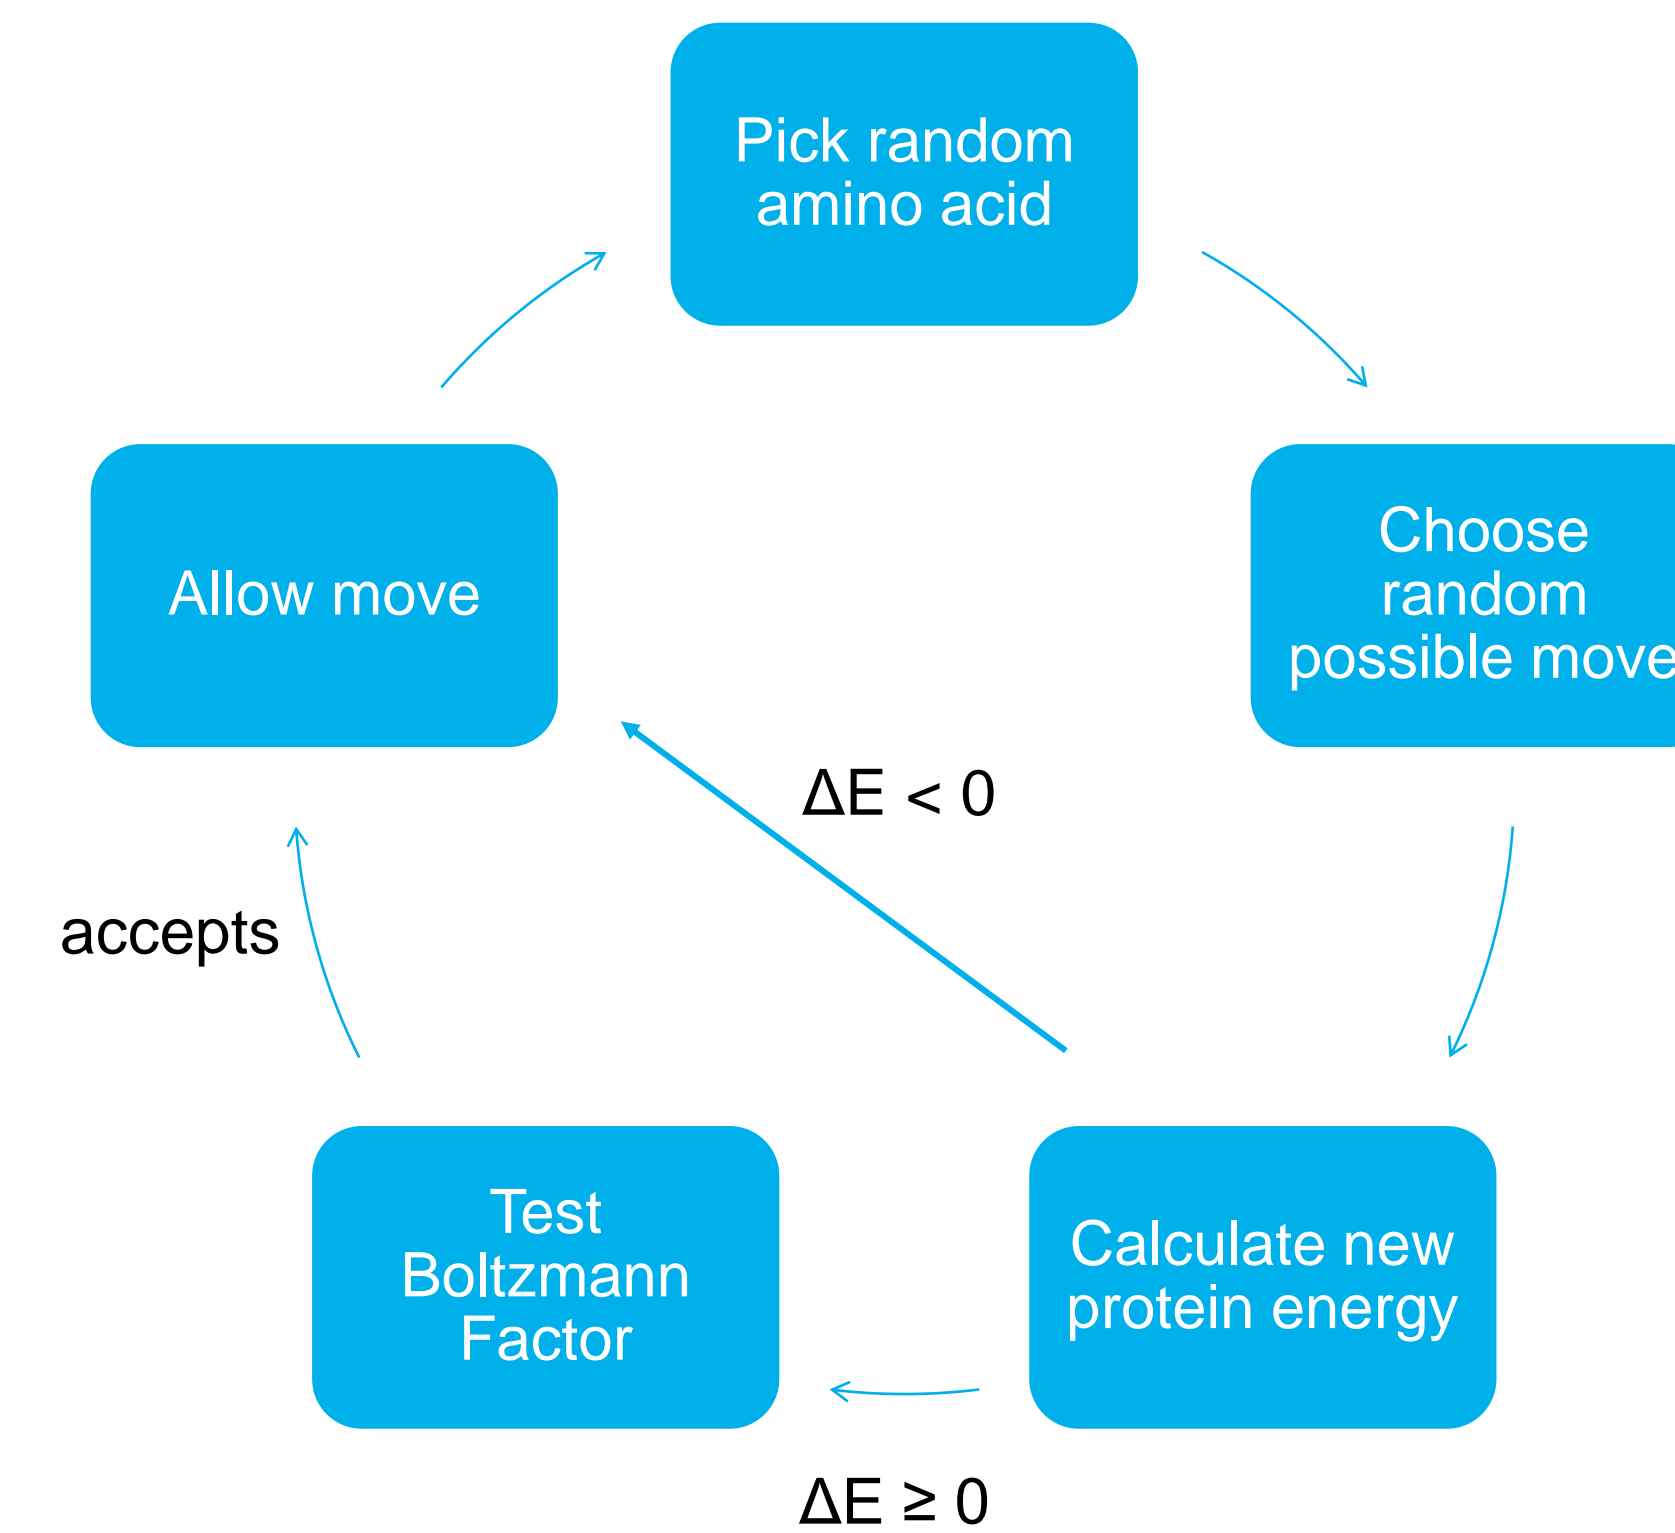 Pick random
amino acid
Choose
random
possible move
Allow move
ΔE < 0
accepts
Test
Boltzmann
Factor
Calculate new
protein energy
ΔE ≥ 0